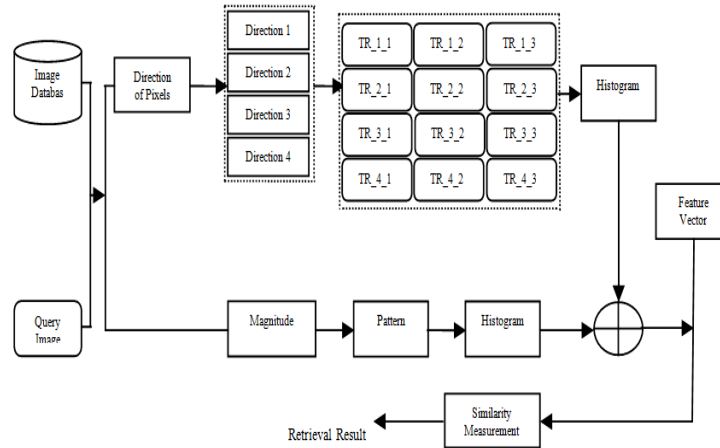 Image
Databas
Direction
of Pixels
Direction 1
Direction 2
Direction 3
Direction 4
TR_1_1
TR_1_2
TR_1_3
TR_2_1
TR_2_2
TR_2_3
TR_3_1
TR_3_2
TR_3_3
TR_4_1
TR_4_2
TR_4_3
Histogram
Feature
Vector
Query
Image
Magnitude
Pattern
Histogram
Similarity
Measurement
Retrieval Result